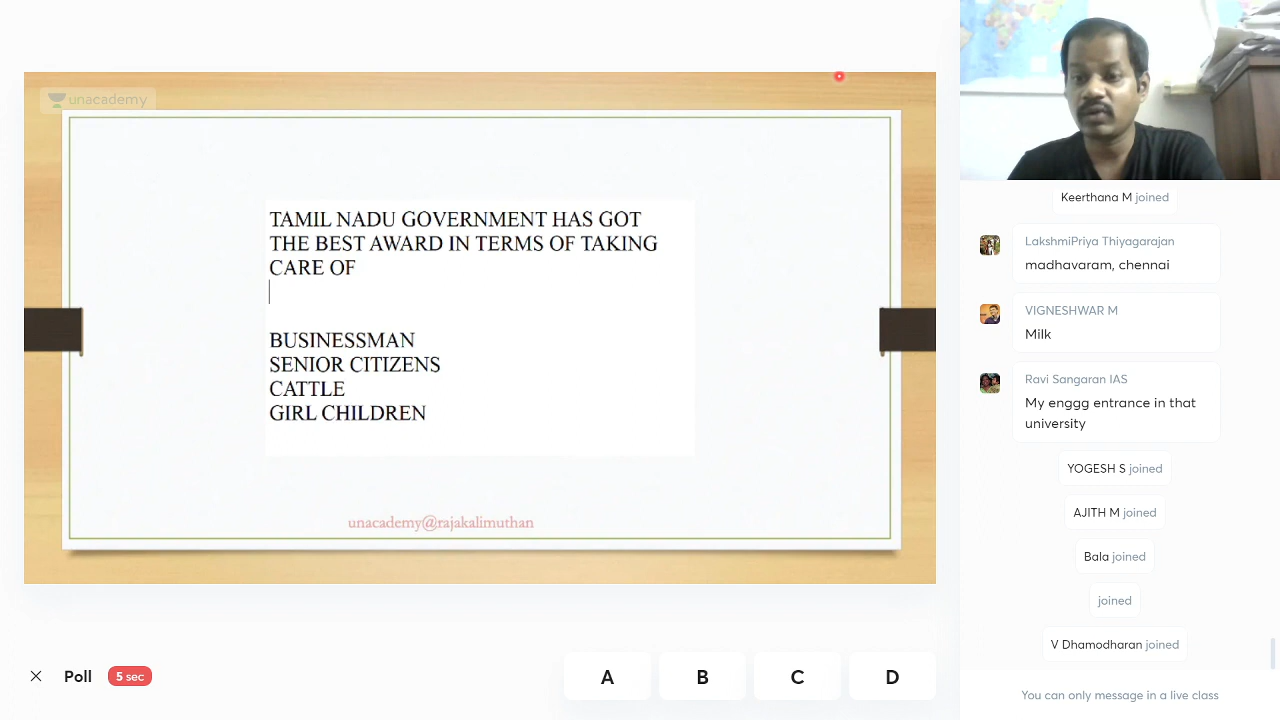 unacademy
TAMIL NADU GOVERNMENT HAS GOT
THE BEST AWARD IN TERMS OF TAKING
CARE OF
BUSINESSMAN
SENIOR CITIZENS
CATTLE
GIRL CHILDREN
unacademy@rajakalimuthan
Poll
5 sec
A
B
C
D
Keerthana M joined
LakshmiPriya Thiyagarajan
madhavaram, chennai
VIGNESHWAR M
Milk
Ravi Sangaran IAS
My enggg entrance in that
university
YOGESH S joined
AJITH M joined
Bala joined
joined
V Dhamodharan joined
You can only message in a live class